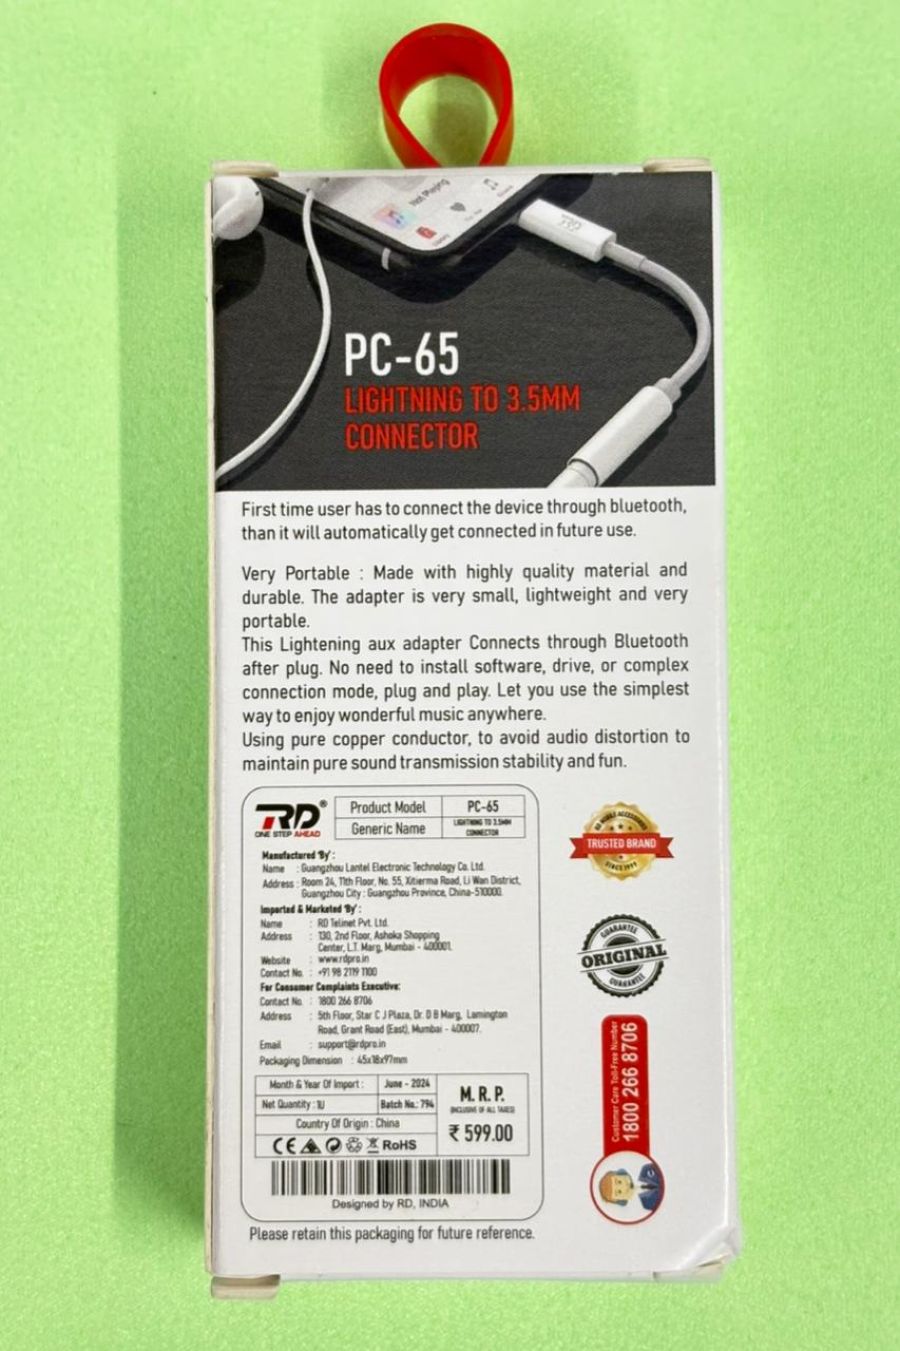 Not Playing
PC-65
LIGHTNING TO 3.5MM
CONNECTOR
First time user has to connect the device through bluetooth,
than it will automatically get connected in future use.
Very Portable : Made with highly quality material and
durable. The adapter is very small, lightweight and very
portable.
This Lightening aux adapter Connects through Bluetooth
after plug. No need to install software, drive, or complex
connection mode, plug and play. Let you use the simplest
way to enjoy wonderful music anywhere.
Using pure copper conductor, to avoid audio distortion to
maintain pure sound transmission stability and fun.
RD®
ONE STEP AHEAD
Product Model PC-65
Generic Name LIGHTNING TO 3.5MM
CONNECTOR
Manufactured 'By' :
Name : Guangzhou Lantel Electronic Technology Co. Ltd.
Address : Room 24, 11th Floor, No. 55, Xitierma Road, Li Wan District,
Guangzhou City : Guangzhou Province, China-510000.
Imported & Marketed 'By' :
Name : RD Telinet Pvt. Ltd.
Address : 130, 2nd Floor, Ashoka Shopping
Center, L.T. Marg, Mumbai - 400001.
Website : www.rdpro.in
Contact No. : +91 98 2119 1100
For Consumer Complaints Executive:
Contact No. : 1800 266 8706
Address : 5th Floor, Star C J Plaza, Dr. D B Marg, Lamington
Road, Grant Road (East), Mumbai - 400007.
Email : support@rdpro.in
Packaging Dimension : 45x18x97mm
Month & Year Of Import : June - 2024
Net Quantity : 1U Batch No.: 794
Country Of Origin : China
CE RoHS
M. R. P.
(INCLUSIVE OF ALL TAXES)
₹ 599.00
Designed by RD, INDIA
Please retain this packaging for future reference.
RD MOBILE ACCESSORIES
TRUSTED BRAND
SINCE 1999
GUARANTEE
ORIGINAL
GUARANTEE
Customer Care Toll-Free Number
1800 266 8706